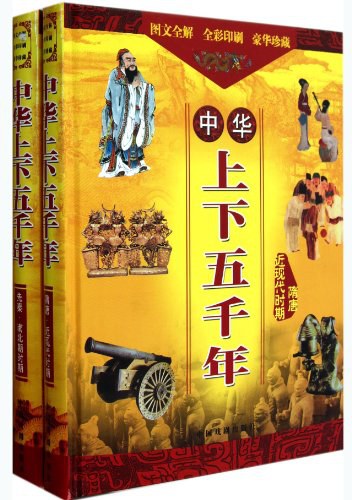 中华上下五千年
中华上下五千年
图文全解 全彩印刷 豪华珍藏
中华
上下五千年
隋唐
近现代时期